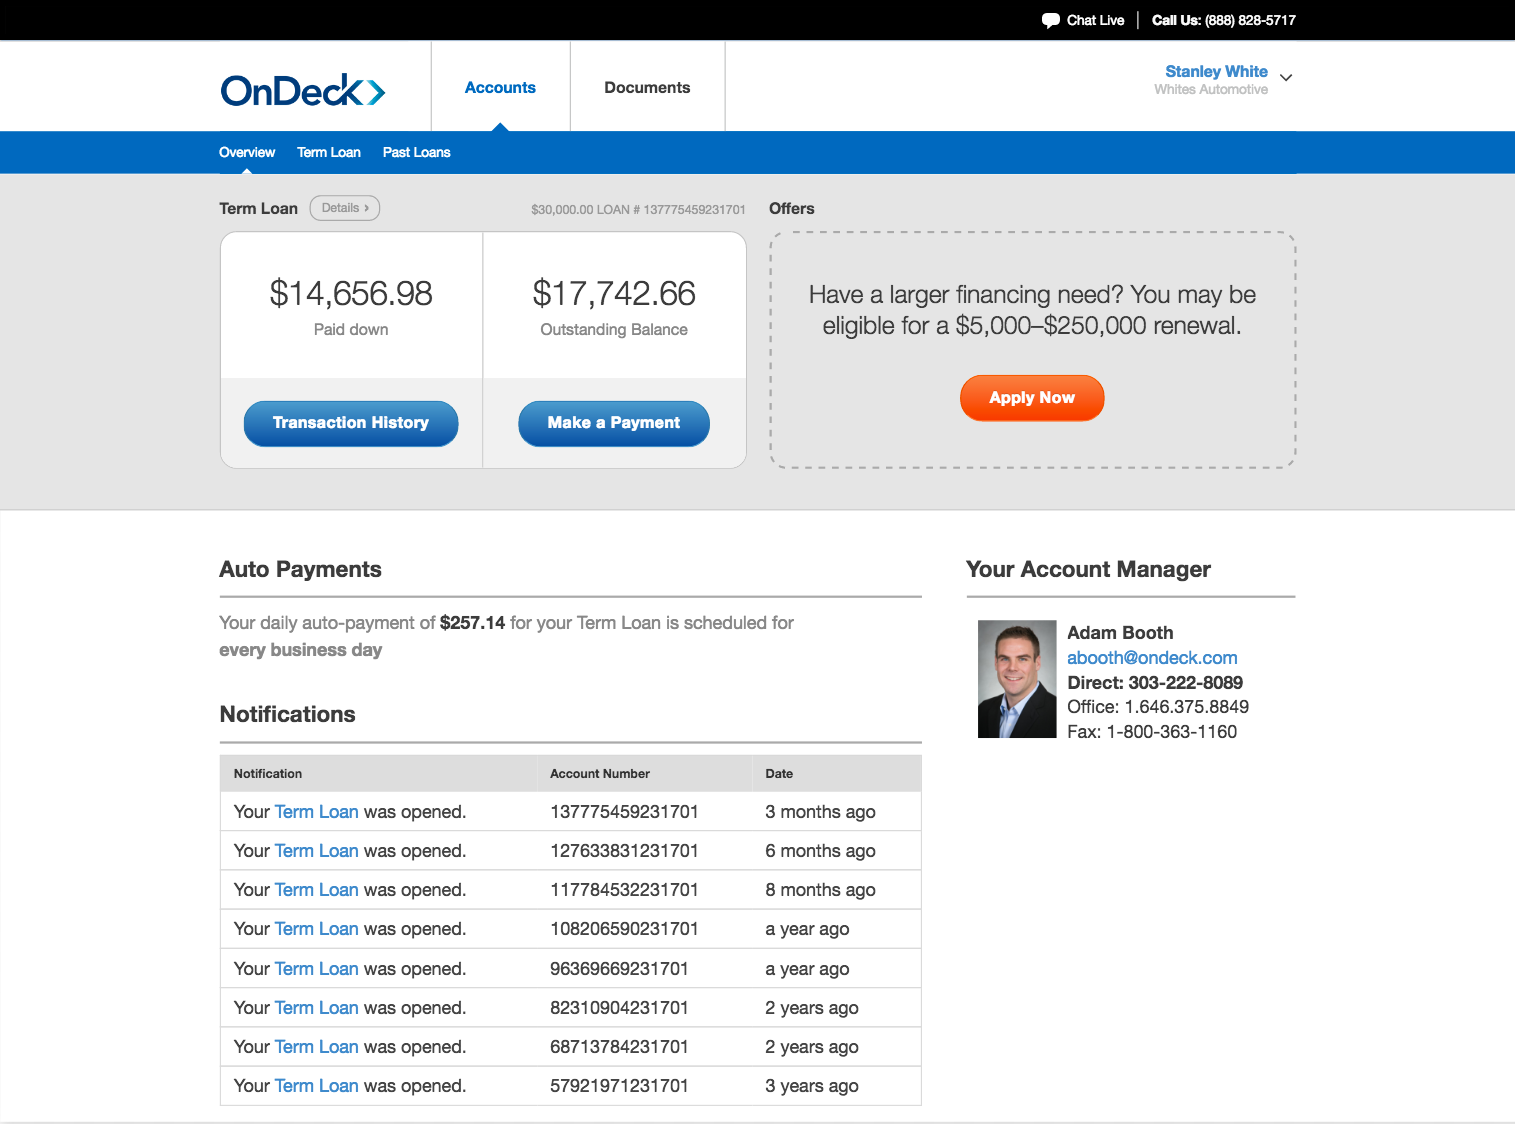 Chat Live | Call Us: (888) 828-5717
OnDeck
Accounts
Documents
Stanley White
Whites Automotive
Overview Term Loan Past Loans
Term Loan Details › $30,000.00 LOAN # 137775459231701
$14,656.98
Paid down
Transaction History
$17,742.66
Outstanding Balance
Make a Payment
Offers
Have a larger financing need? You may be
eligible for a $5,000–$250,000 renewal.
Apply Now
Auto Payments
Your daily auto-payment of $257.14 for your Term Loan is scheduled for
every business day
Notifications
Notification Account Number Date
Your Term Loan was opened. 137775459231701 3 months ago
Your Term Loan was opened. 127633831231701 6 months ago
Your Term Loan was opened. 117784532231701 8 months ago
Your Term Loan was opened. 108206590231701 a year ago
Your Term Loan was opened. 96369669231701 a year ago
Your Term Loan was opened. 82310904231701 2 years ago
Your Term Loan was opened. 68713784231701 2 years ago
Your Term Loan was opened. 57921971231701 3 years ago
Your Account Manager
Adam Booth
abooth@ondeck.com
Direct: 303-222-8089
Office: 1.646.375.8849
Fax: 1-800-363-1160